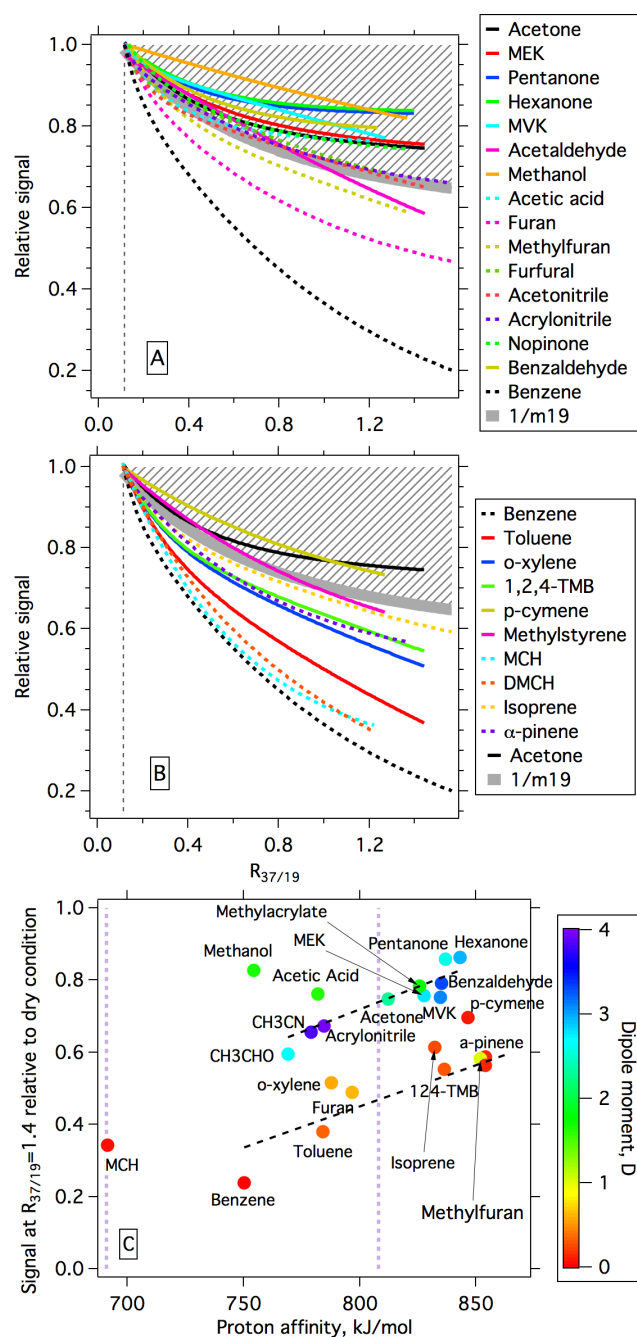 1.0
0.8
0.6
0.4
0.2
Relative signal
A
0.0
0.4
0.8
1.2
Acetone
MEK
Pentanone
Hexanone
MVK
Acetaldehyde
Methanol
Acetic acid
Furan
Methylfuran
Furfural
Acetonitrile
Acrylonitrile
Nopinone
Benzaldehyde
Benzene
1/m19
1.0
0.8
0.6
0.4
0.2
Relative signal
B
0.0
0.4
0.8
1.2
R37/19
Benzene
Toluene
o-xylene
1,2,4-TMB
p-cymene
Methylstyrene
MCH
DMCH
Isoprene
α-pinene
Acetone
1/m19
1.0
0.8
0.6
0.4
0.2
0.0
Signal at R37/19=1.4 relative to dry condition
Methylacrylate
MEK
Pentanone
Hexanone
Methanol
Acetic Acid
Benzaldehyde
Acetone
MVK
p-cymene
CH3CN
Acrylonitrile
CH3CHO
a-pinene
o-xylene
Furan
124-TMB
Toluene
Isoprene
MCH
Benzene
Methylfuran
C
700
750
800
850
Proton affinity, kJ/mol
4
3
2
1
0
Dipole moment, D